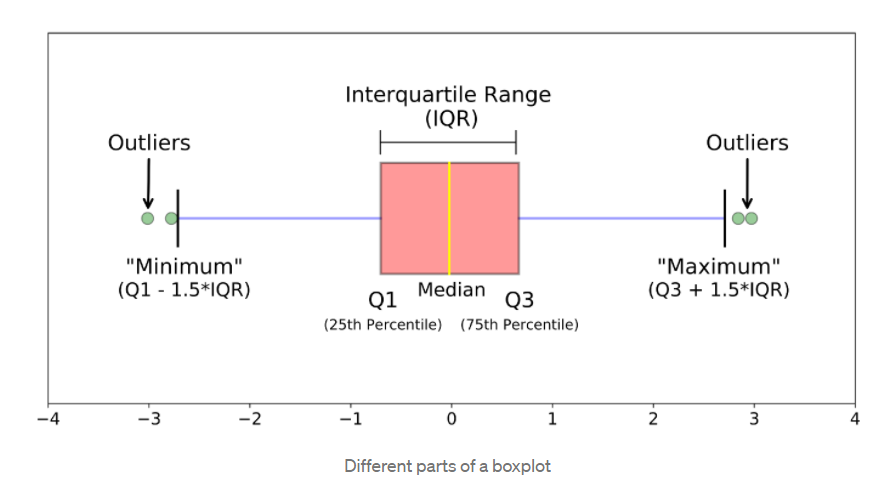 Interquartile Range
(IQR)
Outliers
Outliers
"Minimum"
(Q1 - 1.5*IQR)
"Maximum"
(Q3 + 1.5*IQR)
Median
Q1
Q3
(25th Percentile)
(75th Percentile)
−4
−3
−2
−1
0
1
2
3
4
Different parts of a boxplot